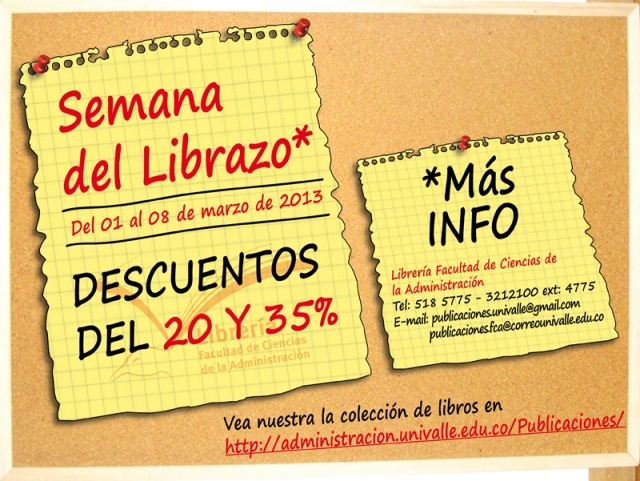 Semana
del Librazo*
Del 01 al 08 de marzo de 2013
DESCUENTOS
DEL 20 Y 35%
Librería
Facultad de Ciencias
de la Administración
*Más
INFO
Librería Facultad de Ciencias de
la Administración
Tel: 518 5775 - 3212100 ext: 4775
E-mail: publicaciones.univalle@gmail.com
publicaciones.fca@correounivalle.edu.co
Vea nuestra la colección de libros en
http://administracion.univalle.edu.co/Publicaciones/